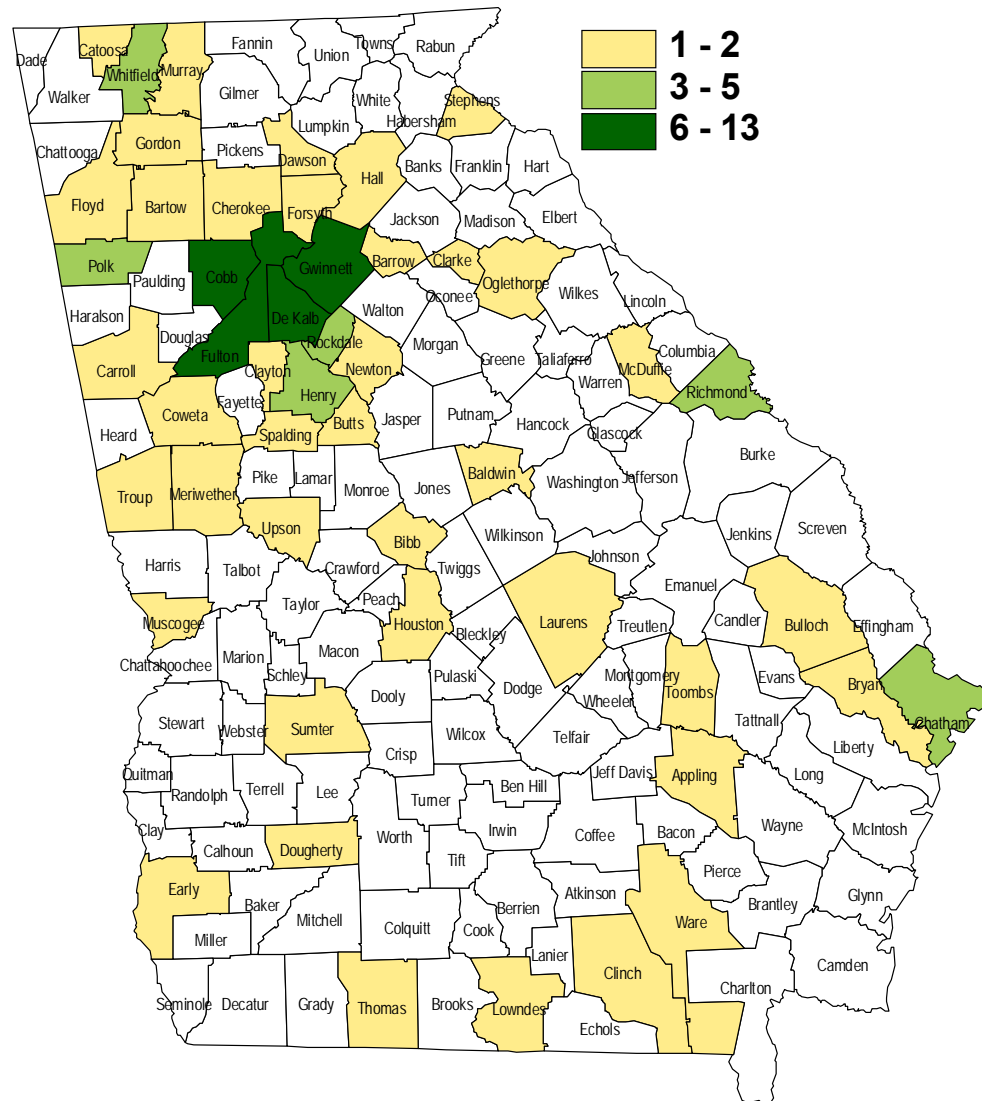 1 - 2
3 - 5
6 - 13
Dade
Catoosa
Whitfield
Murray
Fannin
Union
Towns
Rabun
Walker
Gilmer
White
Habersham
Stephens
Lumpkin
Chattooga
Gordon
Pickens
Dawson
Hall
Banks
Franklin
Hart
Floyd
Bartow
Cherokee
Forsyth
Jackson
Madison
Elbert
Polk
Paulding
Cobb
Gwinnett
Barrow
Clarke
Oconee
Oglethorpe
Wilkes
Lincoln
Haralson
Douglas
Fulton
De Kalb
Rockdale
Walton
Morgan
Greene
Taliaferro
Warren
McDuffie
Columbia
Richmond
Carroll
Clayton
Newton
Henry
Fayette
Coweta
Heard
Spalding
Butts
Jasper
Putnam
Hancock
Glascock
Burke
Troup
Meriwether
Pike
Lamar
Monroe
Jones
Baldwin
Washington
Jefferson
Upson
Bibb
Wilkinson
Jenkins
Screven
Harris
Talbot
Crawford
Twiggs
Johnson
Emanuel
Taylor
Peach
Houston
Bleckley
Laurens
Treutlen
Candler
Bulloch
Effingham
Muscogee
Chattahoochee
Marion
Schley
Macon
Dooly
Pulaski
Dodge
Wheeler
Montgomery
Toombs
Evans
Bryan
Chatham
Stewart
Webster
Sumter
Crisp
Wilcox
Telfair
Tattnall
Liberty
Quitman
Randolph
Terrell
Lee
Turner
Ben Hill
Jeff Davis
Appling
Long
Clay
Calhoun
Dougherty
Worth
Tift
Irwin
Coffee
Bacon
Wayne
McIntosh
Early
Baker
Mitchell
Miller
Colquitt
Cook
Berrien
Atkinson
Pierce
Brantley
Glynn
Ware
Lanier
Clinch
Charlton
Camden
Seminole
Decatur
Grady
Thomas
Brooks
Lowndes
Echols